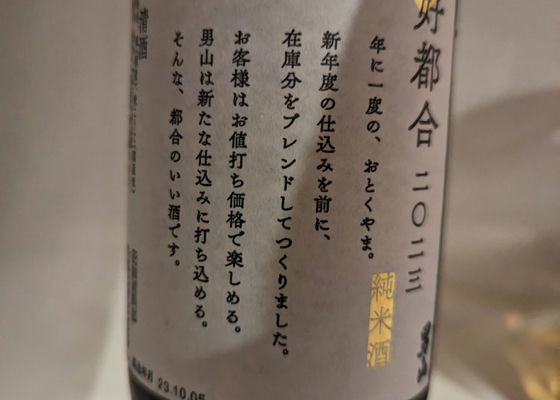 好都合 二〇二三
純米酒
年に一度の、おとくやま。
新年度の仕込みを前に、
在庫分をブレンドしてつくりました。
お客様はお値打ち価格で楽しめる。
男山は新たな仕込みに打ち込める。
そんな、都合のいい酒です。
清酒
23.10.05